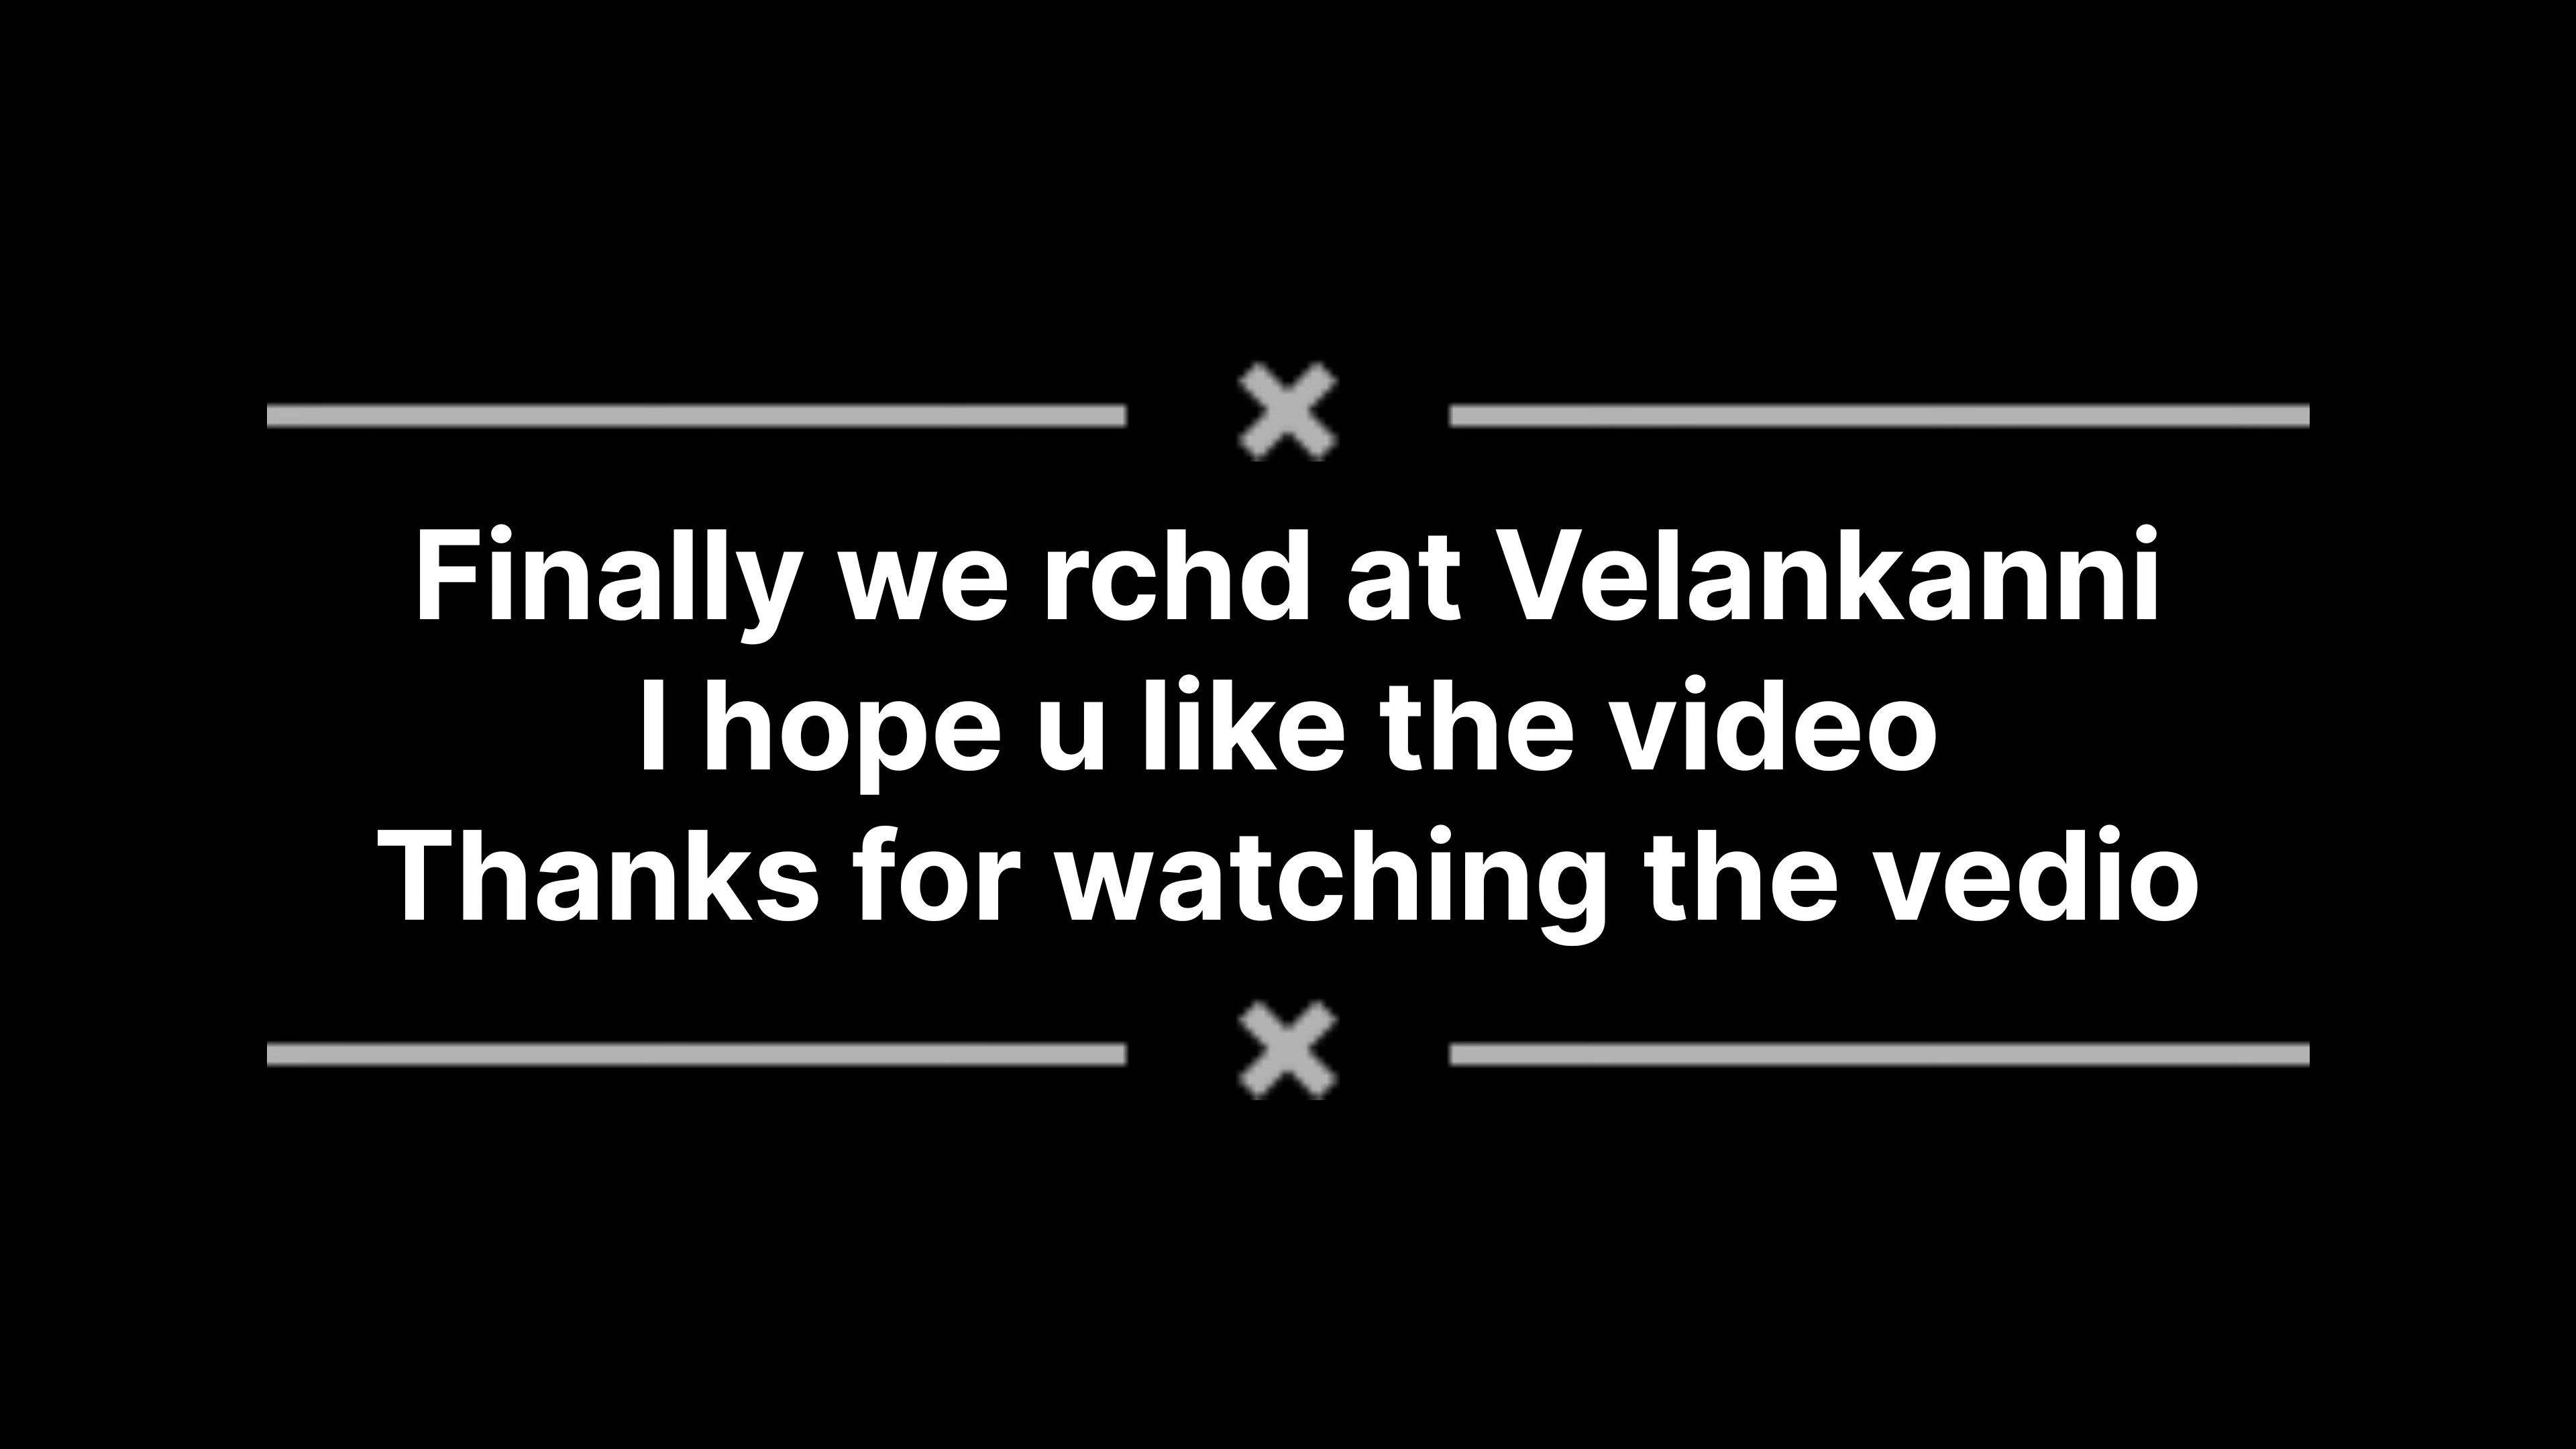 Finally we rchd at Velankanni
I hope u like the video
Thanks for watching the vedio